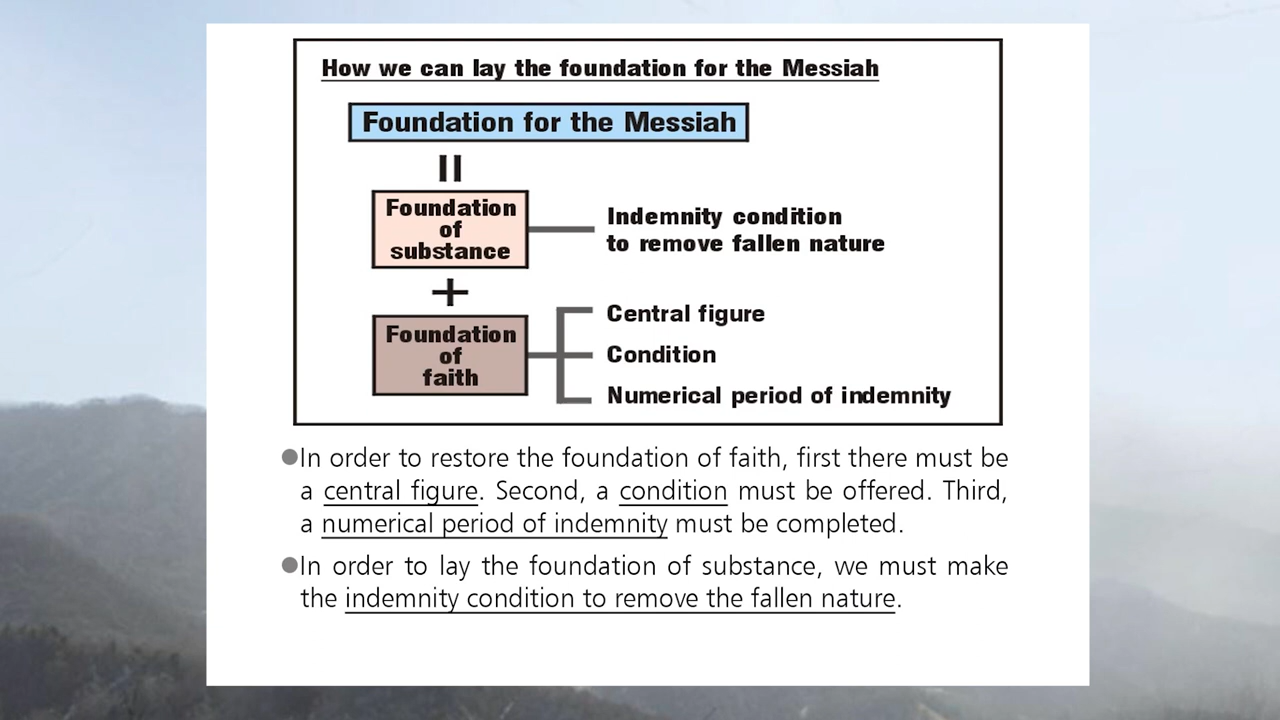 How we can lay the foundation for the Messiah
Foundation for the Messiah
=
Foundation
of
substance
Indemnity condition
to remove fallen nature
+
Foundation
of
faith
Central figure
Condition
Numerical period of indemnity
●In order to restore the foundation of faith, first there must be
a central figure. Second, a condition must be offered. Third,
a numerical period of indemnity must be completed.
●In order to lay the foundation of substance, we must make
the indemnity condition to remove the fallen nature.